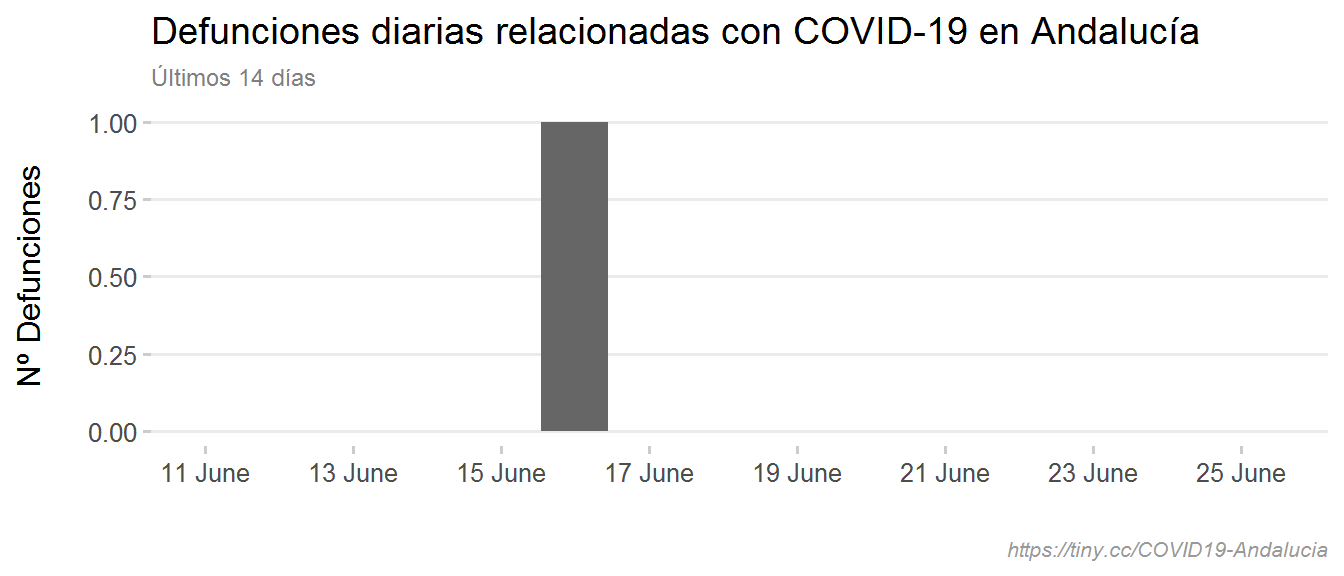 Defunciones diarias relacionadas con COVID-19 en Andalucía
Últimos 14 días
Nº Defunciones
1.00
0.75
0.50
0.25
0.00
11 June 13 June 15 June 17 June 19 June 21 June 23 June 25 June
https://tiny.cc/COVID19-Andalucia